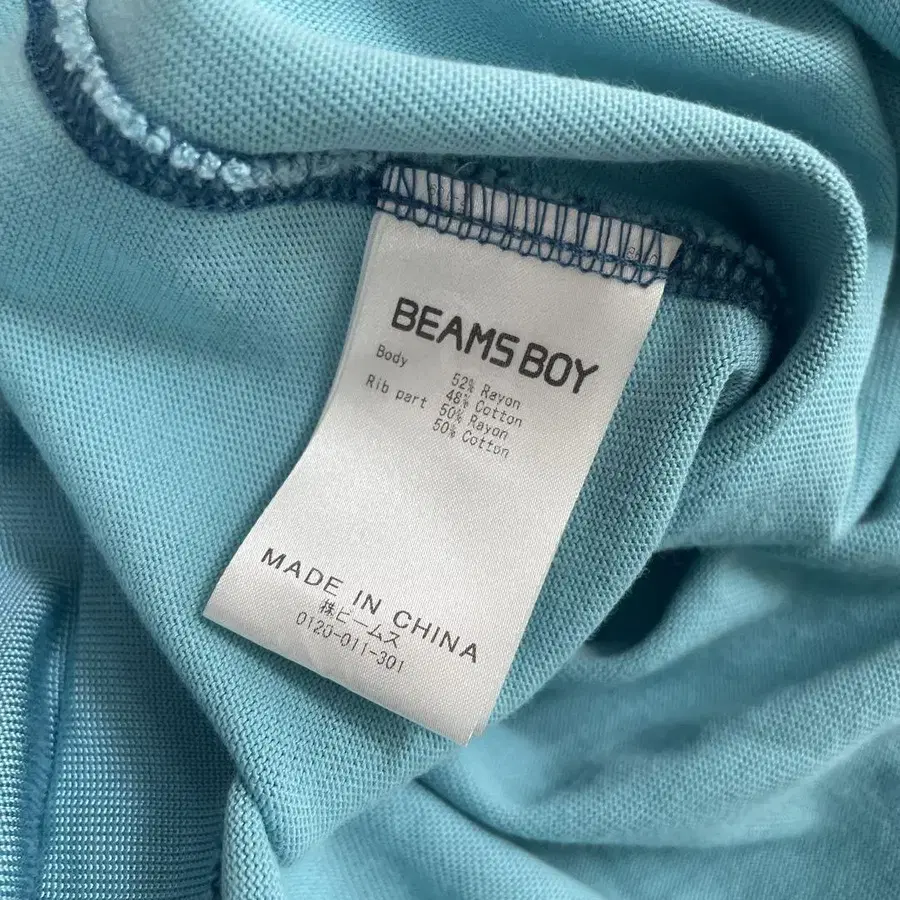 BEAMS BOY
Body 52% Rayon
48% Cotton
Rib part 50% Rayon
50% Cotton
MADE IN CHINA
株ビームス
0120-011-301